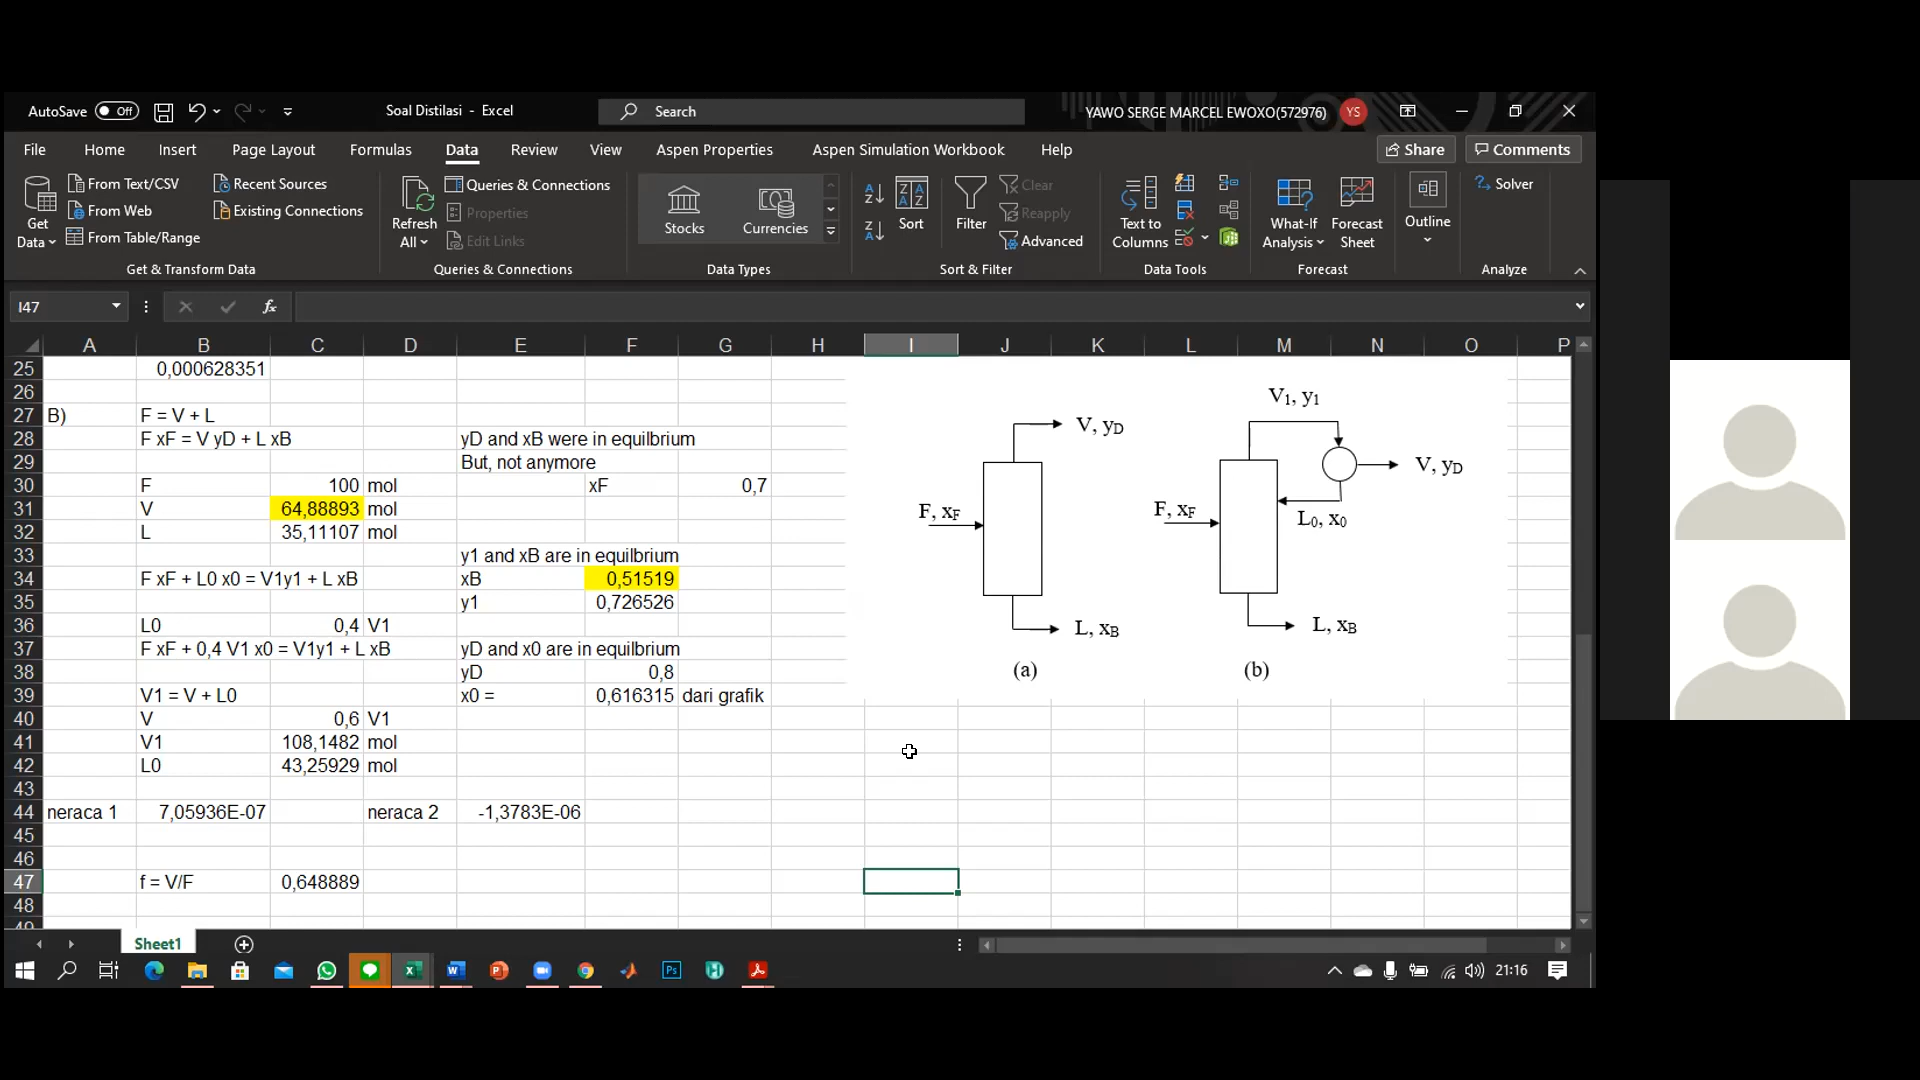 AutoSave Off Soal Distilasi - Excel Search YAWO SERGE MARCEL EWOXO(572976) YS
File Home Insert Page Layout Formulas Data Review View Aspen Properties Aspen Simulation Workbook Help Share Comments
Get Data
From Text/CSV
From Web
From Table/Range
Recent Sources
Existing Connections
Get & Transform Data
Refresh All
Queries & Connections
Properties
Edit Links
Queries & Connections
Stocks
Currencies
Data Types
Sort
Filter
Clear
Reapply
Advanced
Sort & Filter
Text to Columns
Data Tools
What-If Analysis
Forecast Sheet
Forecast
Outline
Solver
Analyze
I47 fx
A B C D E F G H I J K L M N O P
25 0,000628351
26
27 B) F = V + L
28 F xF = V yD + L xB yD and xB were in equilbrium
29 But, not anymore
30 F 100 mol xF 0,7
31 V 64,88893 mol
32 L 35,11107 mol
33 y1 and xB are in equilbrium
34 F xF + L0 x0 = V1y1 + L xB xB 0,51519
35 y1 0,726526
36 L0 0,4 V1
37 F xF + 0,4 V1 x0 = V1y1 + L xB yD and x0 are in equilbrium
38 yD 0,8
39 V1 = V + L0 x0 = 0,616315 dari grafik
40 V 0,6 V1
41 V1 108,1482 mol
42 L0 43,25929 mol
43
44 neraca 1 7,05936E-07 neraca 2 -1,3783E-06
45
46
47 f = V/F 0,648889
48
49
V, yD
F, xF
L, xB
(a)
V1, y1
V, yD
F, xF
L0, x0
L, xB
(b)
Sheet1
21:16